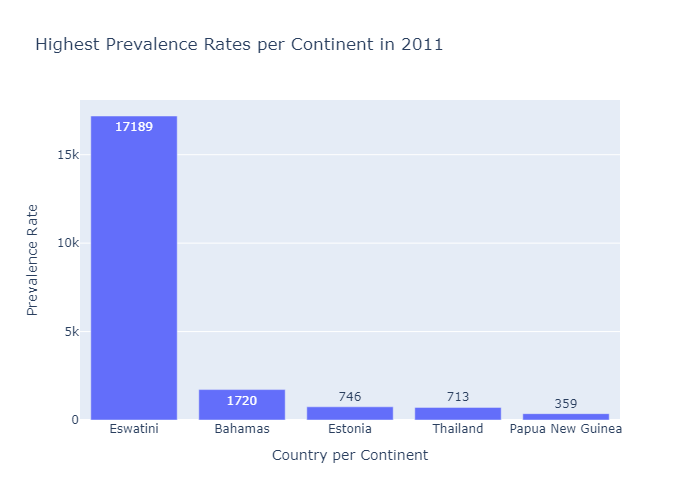 Highest Prevalence Rates per Continent in 2011
Prevalence Rate
15k
10k
5k
0
17189
1720
746
713
359
Eswatini
Bahamas
Estonia
Thailand
Papua New Guinea
Country per Continent